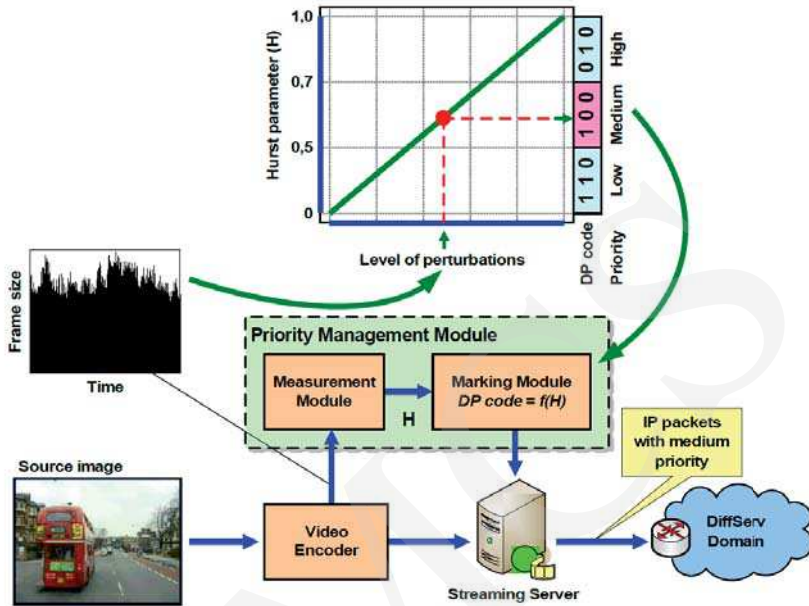 1,0
0,7
0,5
0
Hurst parameter (H)
0 1 0
1 0 0
1 1 0
High
Medium
Low
DP code
Priority
Level of perturbations
Frame size
Time
Priority Management Module
Measurement
Module
H
Marking Module
DP code = f(H)
IP packets
with medium
priority
Source image
Video
Encoder
Streaming Server
DiffServ
Domain